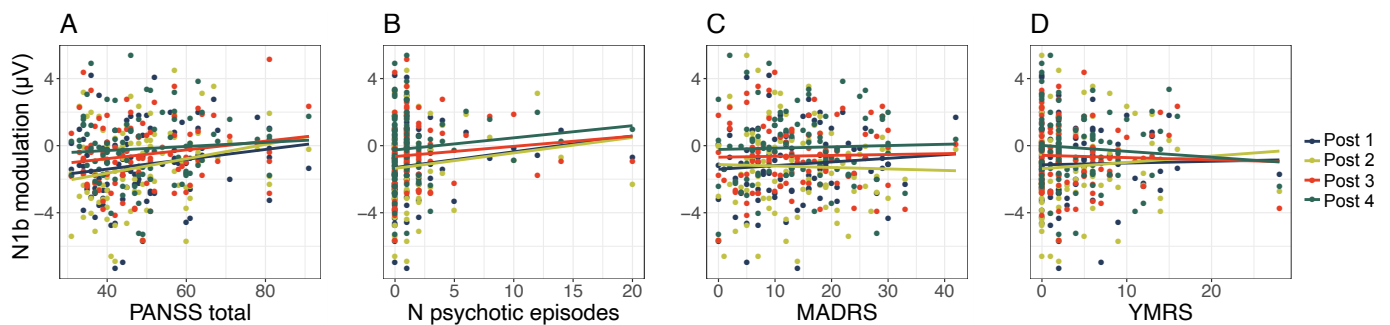 A
B
C
D
N1b modulation (µV)
4
0
−4
40
60
80
PANSS total
4
0
−4
0
5
10
15
20
N psychotic episodes
4
0
−4
0
10
20
30
40
MADRS
4
0
−4
0
10
20
YMRS
Post 1
Post 2
Post 3
Post 4